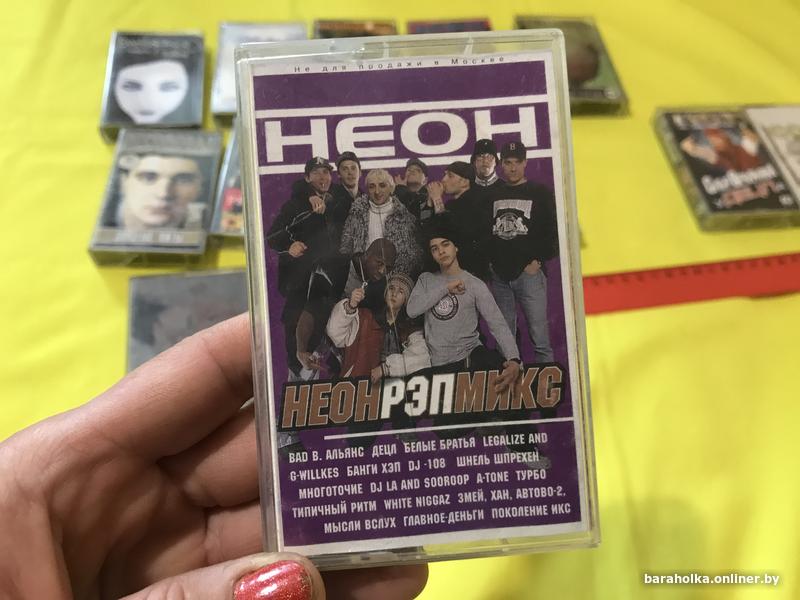 Не для продажи в Москве
НЕОН
НЕОНРЭПМИКС
BAD B. АЛЬЯНС ДЕЦЛ БЕЛЫЕ БРАТЬЯ LEGALIZE AND
G-WILLKES БАНГИ ХЭП DJ -108 ШНЕЛЬ ШПРЕХЕН
МНОГОТОЧИЕ DJ LA AND SOOROOP A-TONE ТУРБО
ТИПИЧНЫЙ РИТМ WHITE NIGGAZ ЗМЕЙ, ХАН, АВТОВО-2,
МЫСЛИ ВСЛУХ ГЛАВНОЕ-ДЕНЬГИ ПОКОЛЕНИЕ ИКС
baraholka.onliner.by